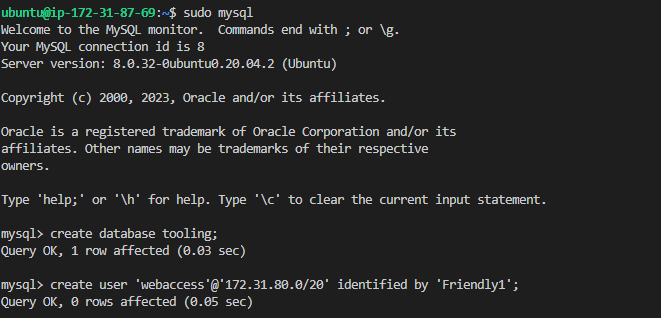 ubuntu@ip-172-31-87-69:~$ sudo mysql
Welcome to the MySQL monitor.  Commands end with ; or \g.
Your MySQL connection id is 8
Server version: 8.0.32-0ubuntu0.20.04.2 (Ubuntu)
Copyright (c) 2000, 2023, Oracle and/or its affiliates.
Oracle is a registered trademark of Oracle Corporation and/or its
affiliates. Other names may be trademarks of their respective
owners.
Type 'help;' or '\h' for help. Type '\c' to clear the current input statement.
mysql> create database tooling;
Query OK, 1 row affected (0.03 sec)
mysql> create user 'webaccess'@'172.31.80.0/20' identified by 'Friendly1';
Query OK, 0 rows affected (0.05 sec)